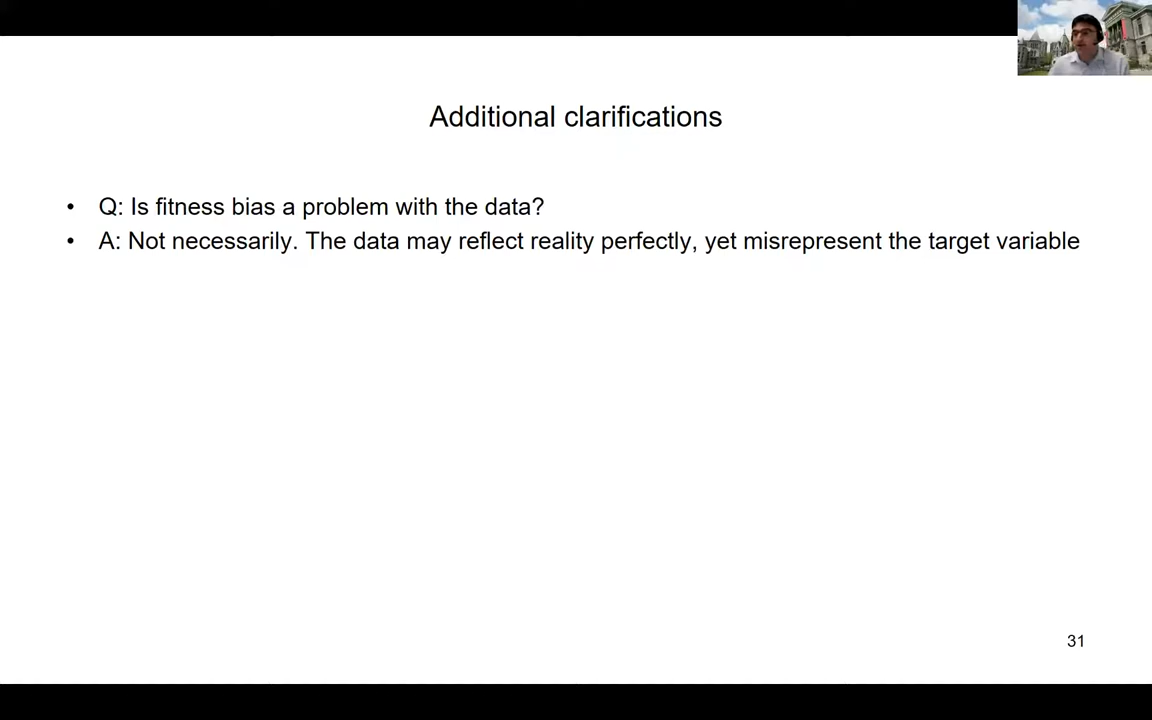 Additional clarifications
• Q: Is fitness bias a problem with the data?
• A: Not necessarily. The data may reflect reality perfectly, yet misrepresent the target variable
31